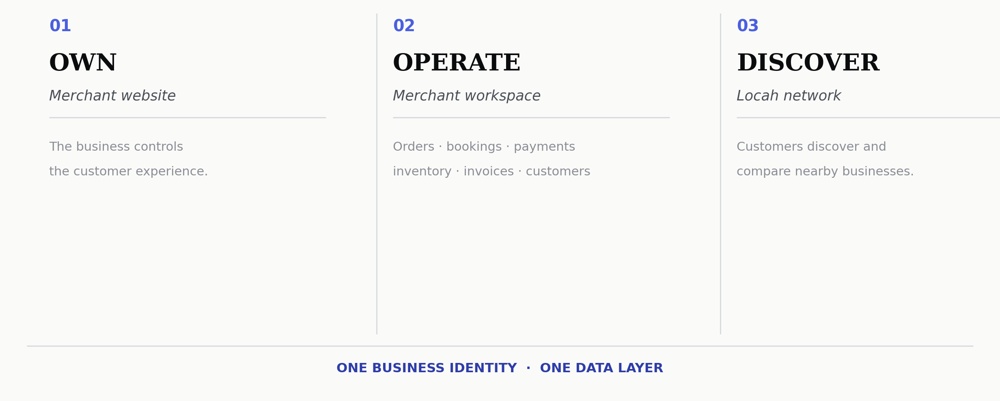 01
OWN
Merchant website
The business controls
the customer experience.
02
OPERATE
Merchant workspace
Orders · bookings · payments
inventory · invoices · customers
03
DISCOVER
Locah network
Customers discover and
compare nearby businesses.
ONE BUSINESS IDENTITY · ONE DATA LAYER